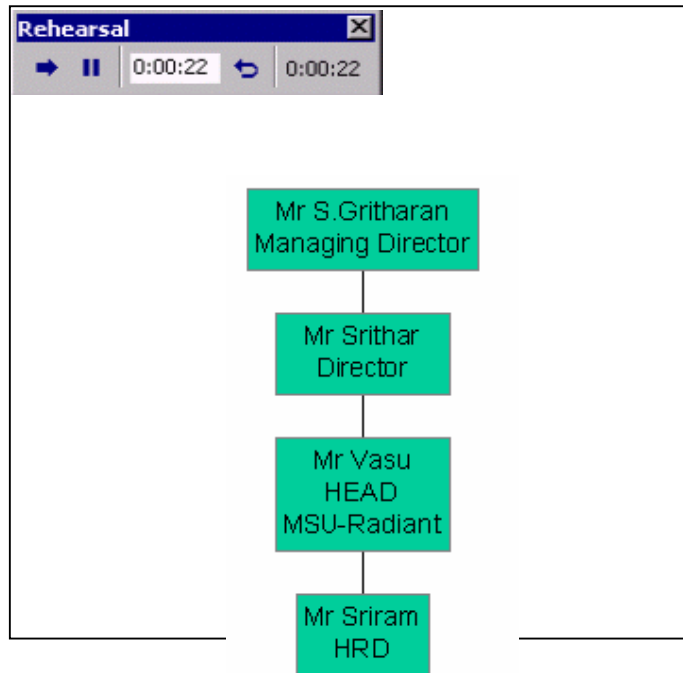 Rehearsal
0:00:22 0:00:22
Mr S.Gritharan
Managing Director
Mr Srithar
Director
Mr Vasu
HEAD
MSU-Radiant
Mr Sriram
HRD